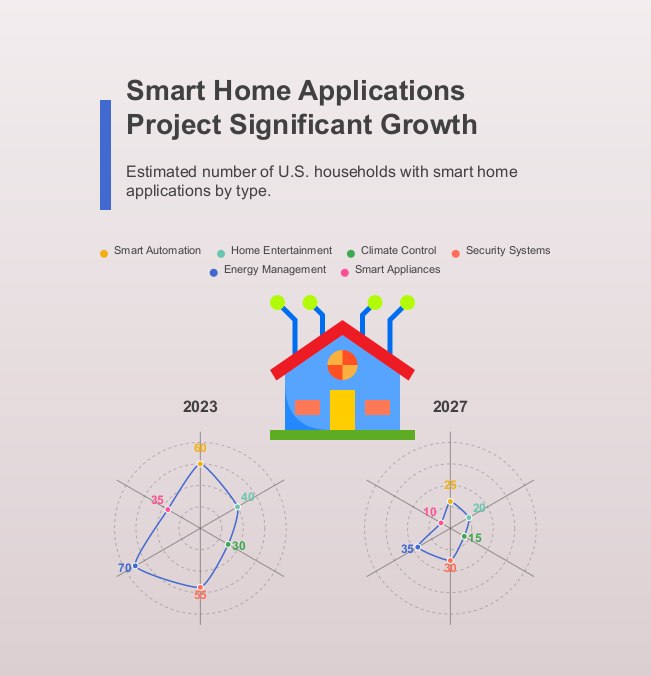 Smart Home Applications
Project Significant Growth
Estimated number of U.S. households with smart home
applications by type.
Smart Automation Home Entertainment Climate Control Security Systems
Energy Management Smart Appliances
2023 2027
60
35 40
30
70
55
25
10 20
15
35
30